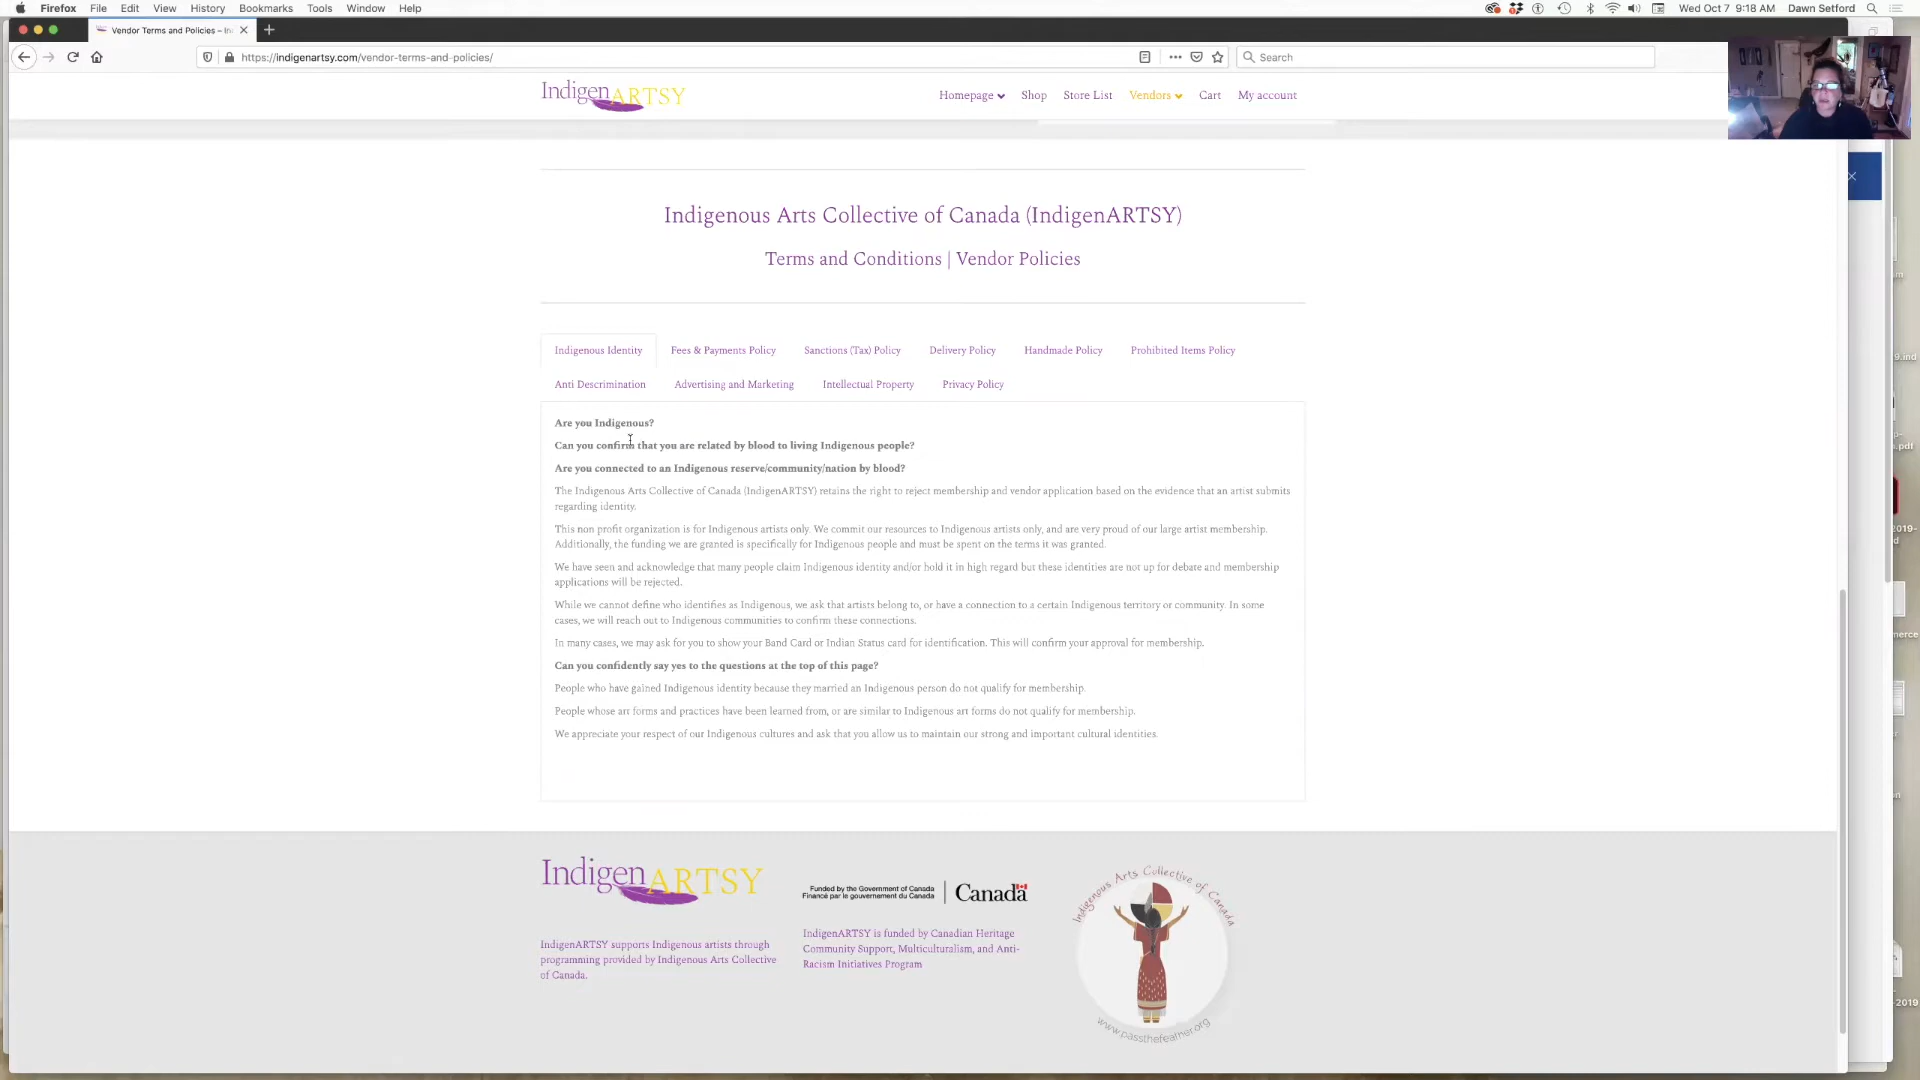 Firefox File Edit View History Bookmarks Tools Window Help Wed Oct 7 9:18 AM Dawn Setford
Vendor Terms and Policies – In
https://indigenartsy.com/vendor-terms-and-policies/ Search
IndigenARTSY Homepage Shop Store List Vendors Cart My account
Indigenous Arts Collective of Canada (IndigenARTSY)
Terms and Conditions | Vendor Policies
Indigenous Identity Fees & Payments Policy Sanctions (Tax) Policy Delivery Policy Handmade Policy Prohibited Items Policy
Anti Descrimination Advertising and Marketing Intellectual Property Privacy Policy
Are you Indigenous?
Can you confirm that you are related by blood to living Indigenous people?
Are you connected to an Indigenous reserve/community/nation by blood?
The Indigenous Arts Collective of Canada (IndigenARTSY) retains the right to reject membership and vendor application based on the evidence that an artist submits
regarding identity.
This non profit organization is for Indigenous artists only. We commit our resources to Indigenous artists only, and are very proud of our large artist membership.
Additionally, the funding we are granted is specifically for Indigenous people and must be spent on the terms it was granted.
We have seen and acknowledge that many people claim Indigenous identity and/or hold it in high regard but these identities are not up for debate and membership
applications will be rejected.
While we cannot define who identifies as Indigenous, we ask that artists belong to, or have a connection to a certain Indigenous territory or community. In some
cases, we will reach out to Indigenous communities to confirm these connections.
In many cases, we may ask for you to show your Band Card or Indian Status card for identification. This will confirm your approval for membership.
Can you confidently say yes to the questions at the top of this page?
People who have gained Indigenous identity because they married an Indigenous person do not qualify for membership.
People whose art forms and practices have been learned from, or are similar to Indigenous art forms do not qualify for membership.
We appreciate your respect of our Indigenous cultures and ask that you allow us to maintain our strong and important cultural identities.
IndigenARTSY
IndigenARTSY supports Indigenous artists through
programming provided by Indigenous Arts Collective
of Canada.
Funded by the Government of Canada
Financé par le gouvernement du Canada
Canada
IndigenARTSY is funded by Canadian Heritage
Community Support, Multiculturalism, and Anti-
Racism Initiatives Program
Indigenous Arts Collective of Canada
www.passthefeather.org
9.ind
.pdf
2019-
merce
-2019